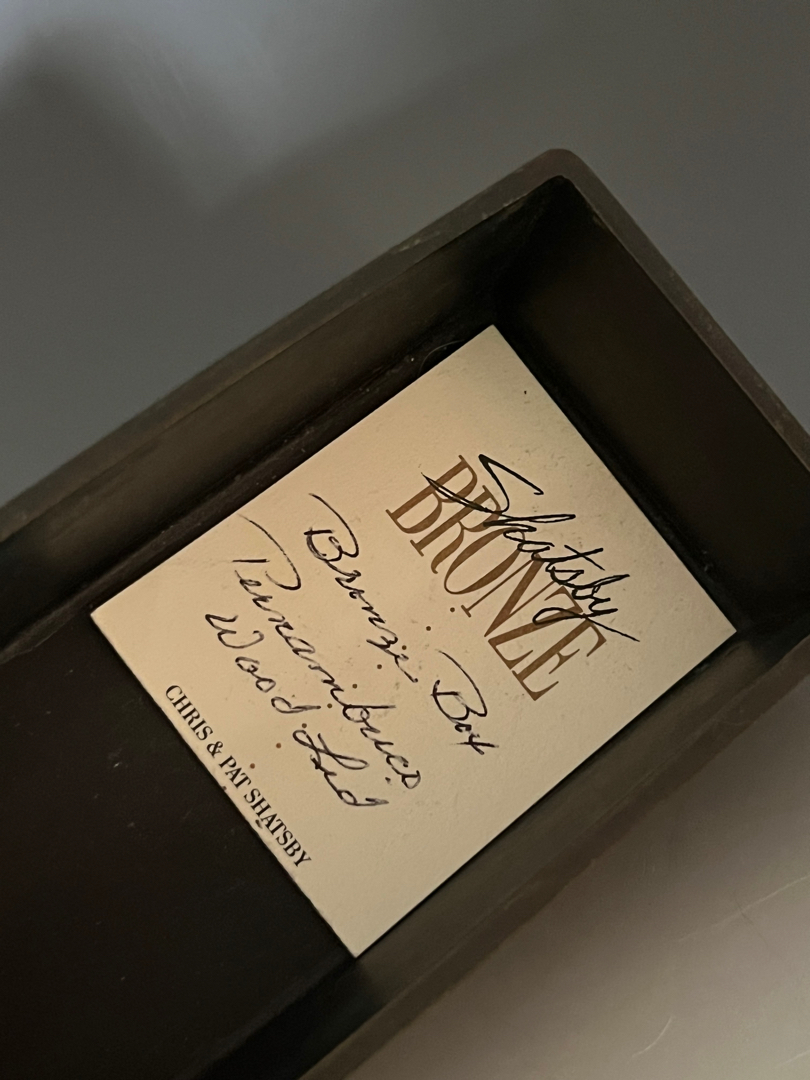 Shatsby
BRONZE
Bronze Box
Pernambuco
Wood Lid
CHRIS & PAT SHATSBY